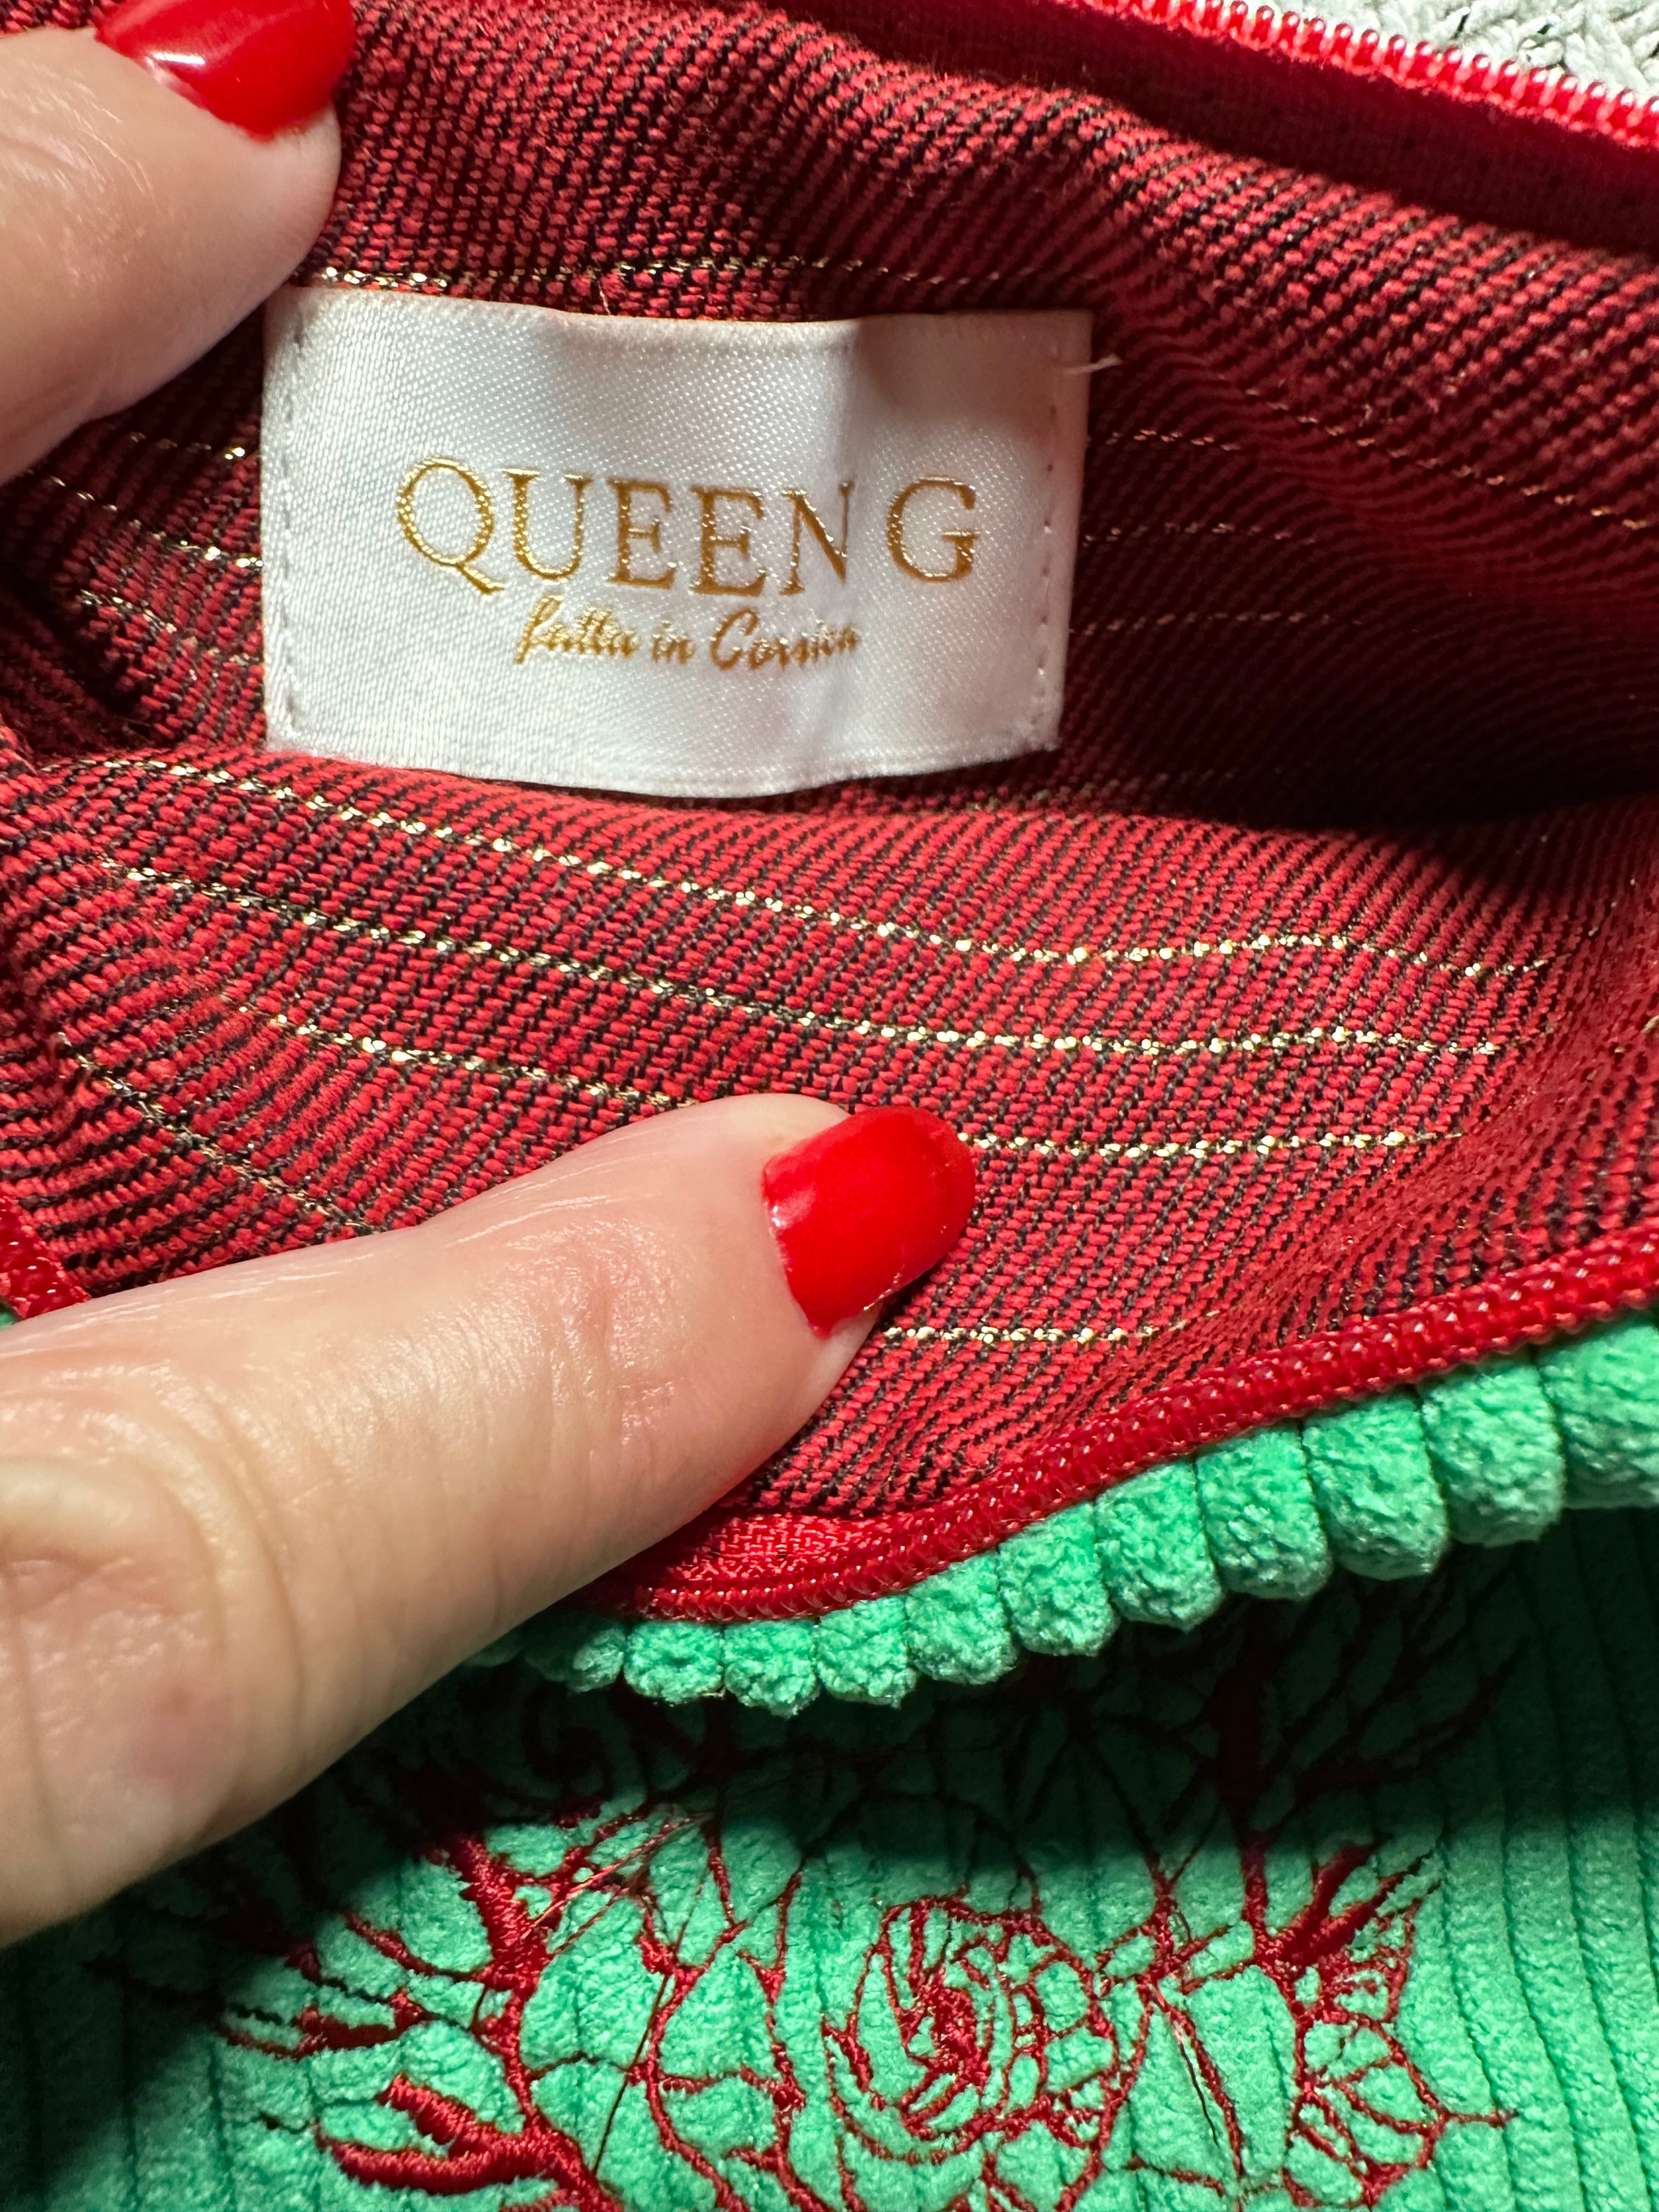 QUEEN G
fatta in Corsica